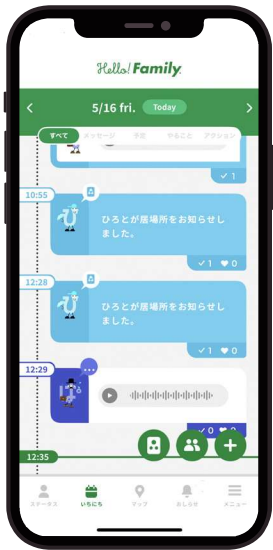 Hello! Family.
5/16 fri. Today
すべて メッセージ 予定 やること アクション
1
10:55
ひろとが居場所をお知らせし
ました。
1 0
12:28
ひろとが居場所をお知らせし
ました。
1 0
12:29
0 0
12:35
ステータス いちにち マップ おしらせ メニュー